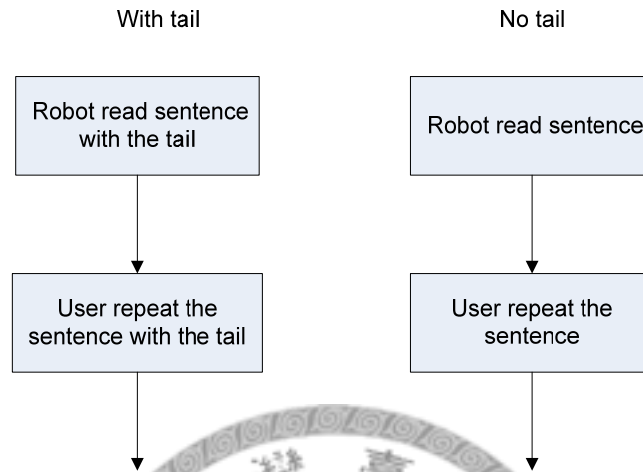 With tail
No tail
Robot read sentence
with the tail
Robot read sentence
User repeat the
sentence with the tail
User repeat the
sentence